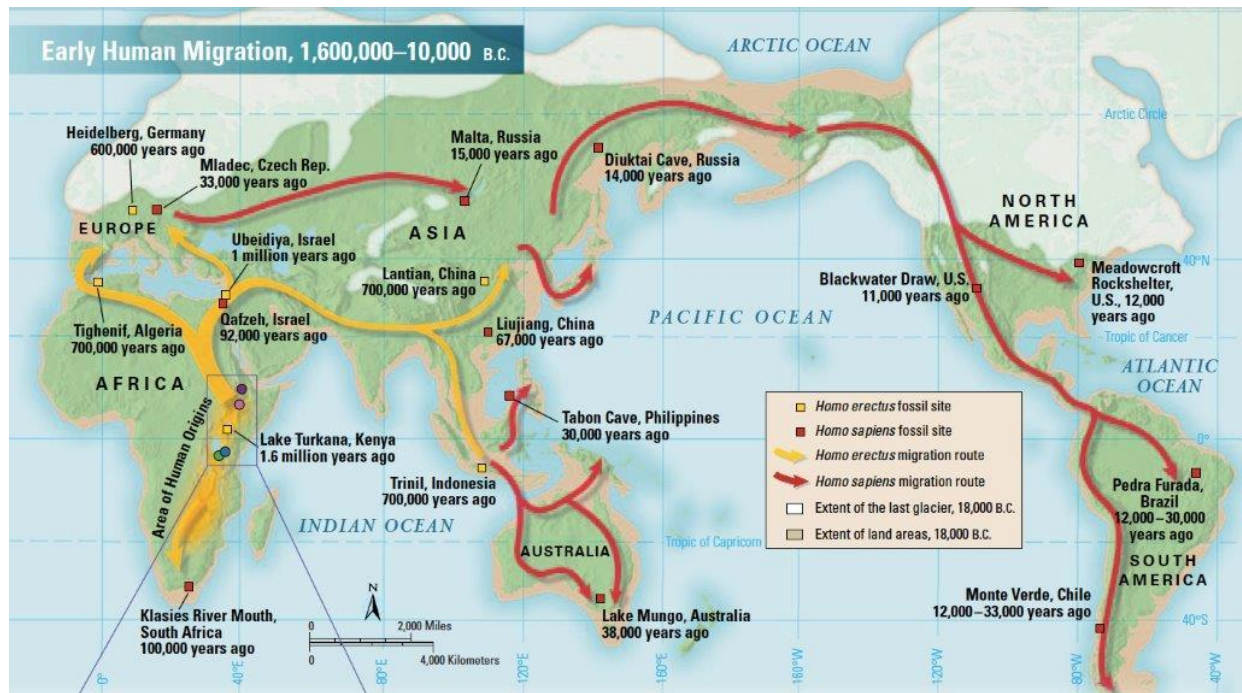 Early Human Migration, 1,600,000–10,000 B.C.
ARCTIC OCEAN
Arctic Circle
Heidelberg, Germany
600,000 years ago
Mladec, Czech Rep.
33,000 years ago
Malta, Russia
15,000 years ago
Diuktai Cave, Russia
14,000 years ago
EUROPE
ASIA
NORTH
AMERICA
Ubeidiya, Israel
1 million years ago
Lantian, China
700,000 years ago
40°N
Blackwater Draw, U.S.
11,000 years ago
Meadowcroft
Rockshelter,
U.S., 12,000
years ago
Tighenif, Algeria
700,000 years ago
Qafzeh, Israel
92,000 years ago
Liujiang, China
67,000 years ago
PACIFIC OCEAN
Tropic of Cancer
ATLANTIC
OCEAN
AFRICA
Area of Human Origins
Lake Turkana, Kenya
1.6 million years ago
Tabon Cave, Philippines
30,000 years ago
Homo erectus fossil site
Homo sapiens fossil site
Homo erectus migration route
Homo sapiens migration route
Extent of the last glacier, 18,000 B.C.
Extent of land areas, 18,000 B.C.
0°
Trinil, Indonesia
700,000 years ago
Pedra Furada,
Brazil
12,000–30,000
years ago
INDIAN OCEAN
AUSTRALIA
Tropic of Capricorn
SOUTH
AMERICA
Klasies River Mouth,
South Africa
100,000 years ago
N
0 2,000 Miles
0 4,000 Kilometers
Lake Mungo, Australia
38,000 years ago
Monte Verde, Chile
12,000–33,000 years ago
40°S
0°
40°E
120°E
160°E
160°W
120°W
80°W
40°W